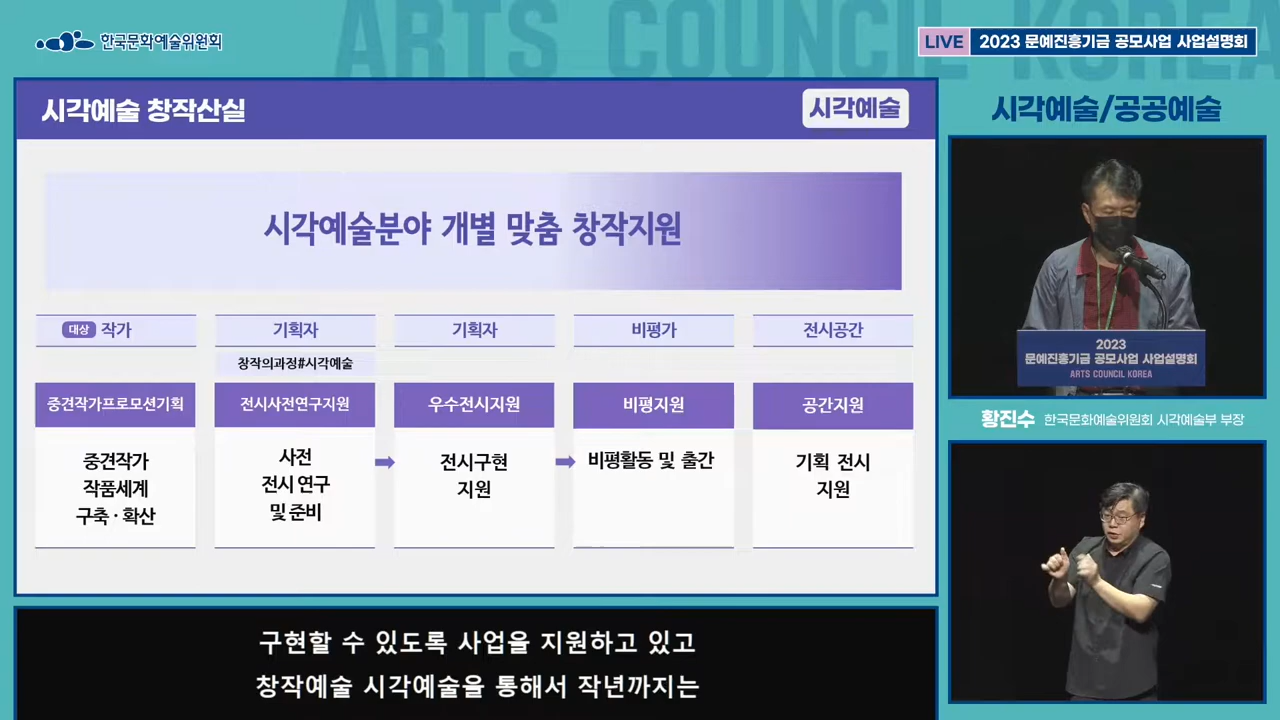 ARTS COUNCIL KOREA
한국문화예술위원회
LIVE 2023 문예진흥기금 공모사업 사업설명회
시각예술 창작산실
시각예술
시각예술분야 개별 맞춤 창작지원
대상 작가
기획자
기획자
비평가
전시공간
창작의과정#시각예술
중견작가프로모션기획
전시사전연구지원
우수전시지원
비평지원
공간지원
중견작가
작품세계
구축·확산
사전
전시 연구
및 준비
전시구현
지원
비평활동 및 출간
기획 전시
지원
시각예술/공공예술
2023
문예진흥기금 공모사업 사업설명회
ARTS COUNCIL KOREA
황진수 한국문화예술위원회 시각예술부 부장
구현할 수 있도록 사업을 지원하고 있고
창작예술 시각예술을 통해서 작년까지는